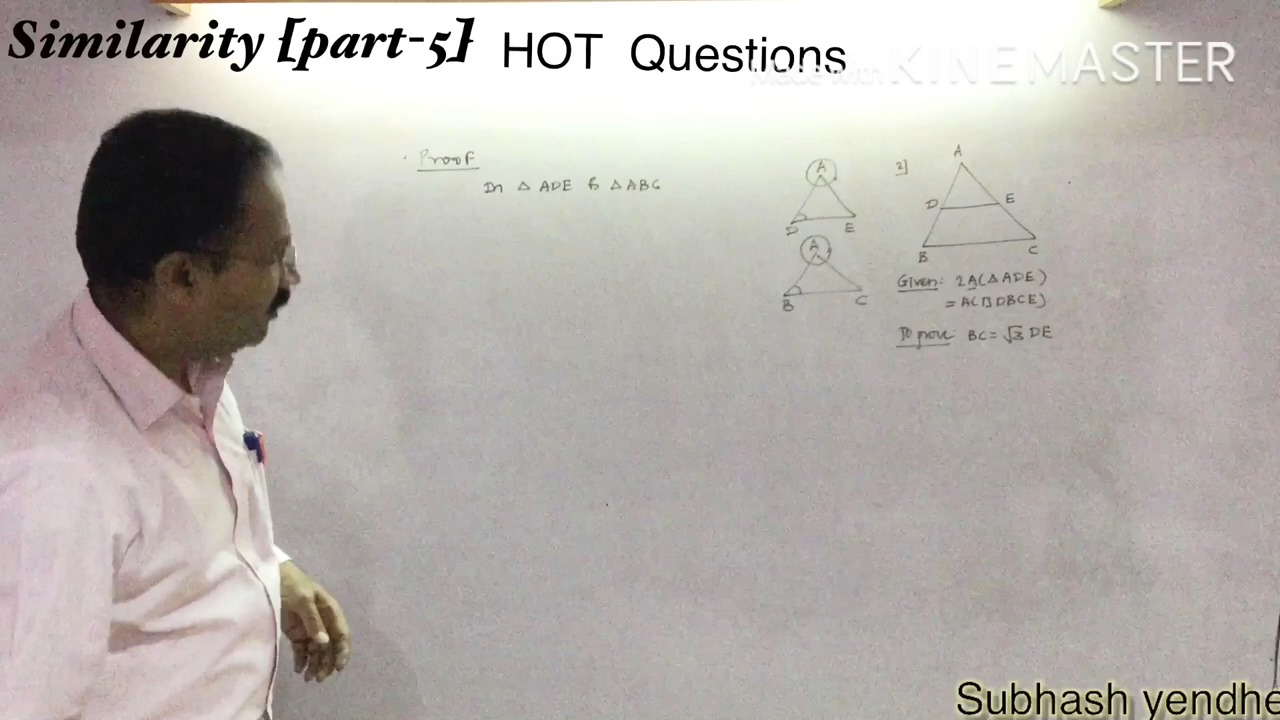 Similarity [part-5] HOT Questions
Made with KINEMASTER
Proof
In △ ADE & △ ABC
A
D E
A
B C
2]
A
D E
B C
Given: 2A(△ADE)
= A(□DBCE)
To prove: BC = √3 DE
Subhash yendhe